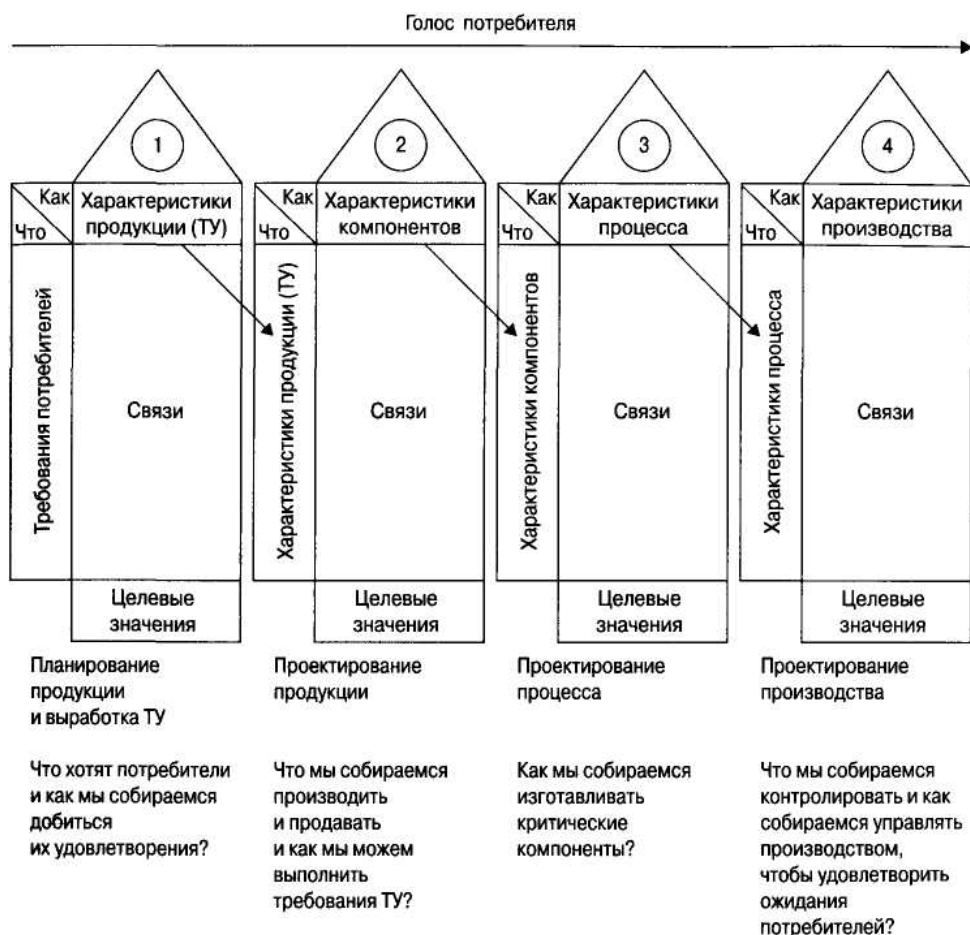 Голос потребителя
1
Как
Что
Характеристики
продукции (ТУ)
Требования потребителей
Связи
Целевые
значения
Планирование
продукции
и выработка ТУ
Что хотят потребители
и как мы собираемся
добиться
их удовлетворения?
2
Как
Что
Характеристики
компонентов
Характеристики продукции (ТУ)
Связи
Целевые
значения
Проектирование
продукции
Что мы собираемся
производить
и продавать
и как мы можем
выполнить
требования ТУ?
3
Как
Что
Характеристики
процесса
Характеристики компонентов
Связи
Целевые
значения
Проектирование
процесса
Как мы собираемся
изготавливать
критические
компоненты?
4
Как
Что
Характеристики
производства
Характеристики процесса
Связи
Целевые
значения
Проектирование
производства
Что мы собираемся
контролировать и как
собираемся управлять
производством,
чтобы удовлетворить
ожидания
потребителей?